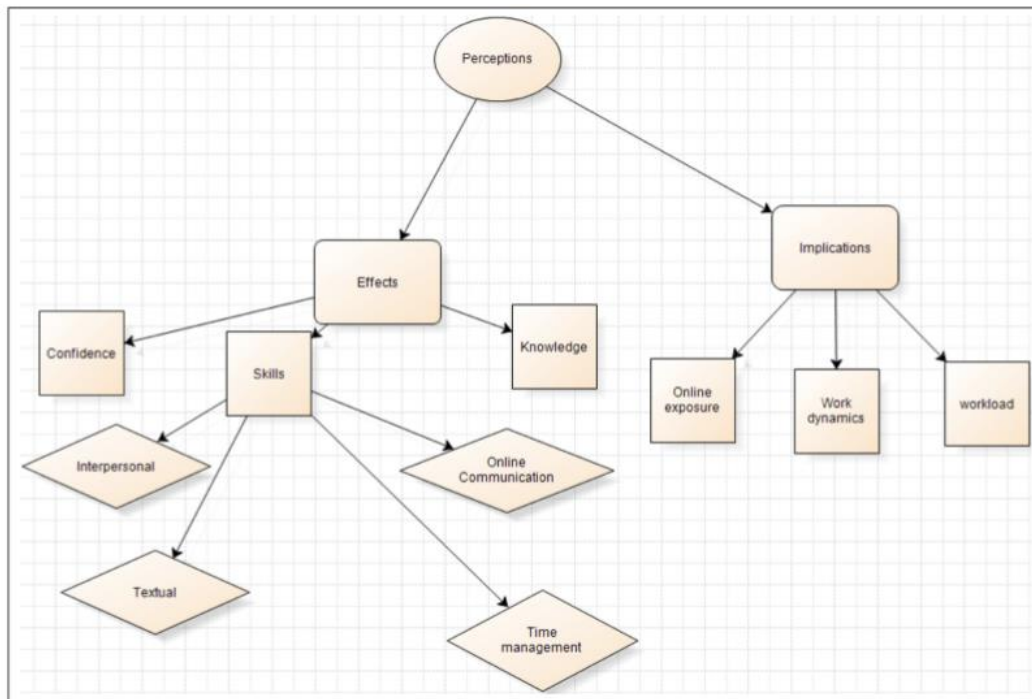 Perceptions
Implications
Effects
Confidence
Knowledge
Skills
Online
exposure
Work
dynamics
workload
Interpersonal
Online
Communication
Textual
Time
management